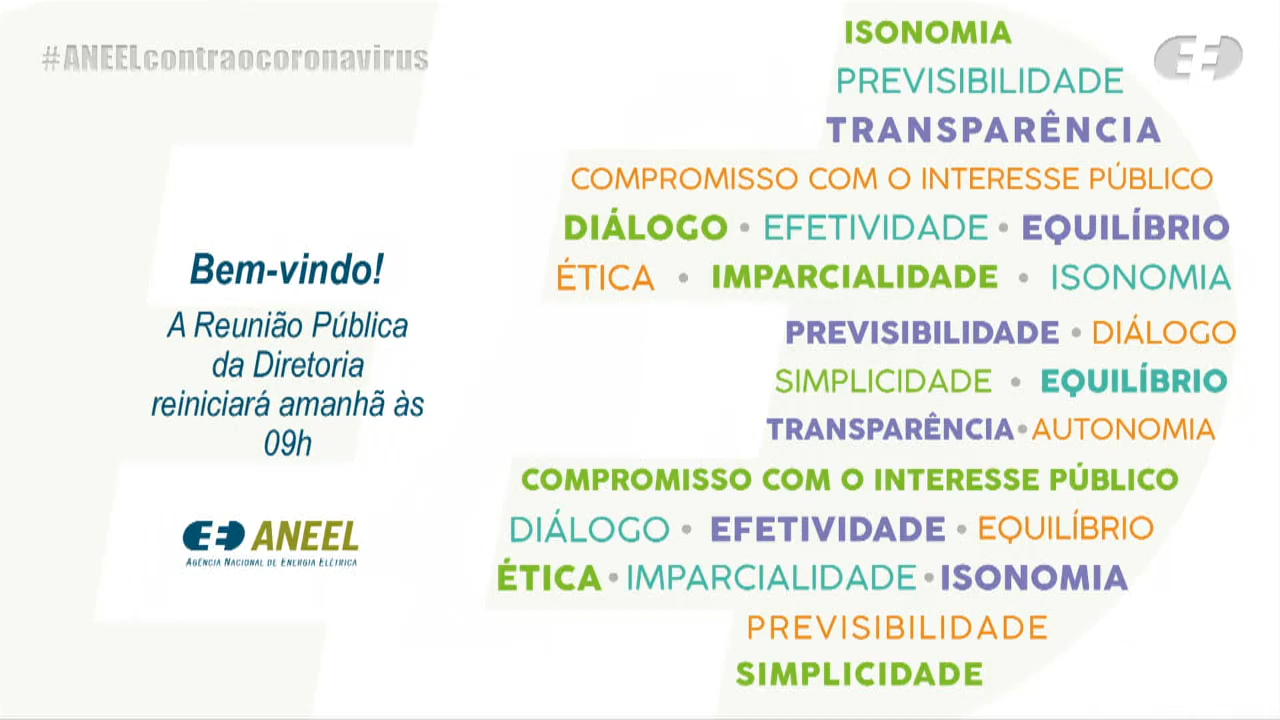 #ANEELcontraocoronavirus
ISONOMIA
PREVISIBILIDADE
TRANSPARÊNCIA
COMPROMISSO COM O INTERESSE PÚBLICO
DIÁLOGO • EFETIVIDADE • EQUILÍBRIO
ÉTICA • IMPARCIALIDADE • ISONOMIA
PREVISIBILIDADE • DIÁLOGO
SIMPLICIDADE • EQUILÍBRIO
TRANSPARÊNCIA • AUTONOMIA
COMPROMISSO COM O INTERESSE PÚBLICO
DIÁLOGO • EFETIVIDADE • EQUILÍBRIO
ÉTICA • IMPARCIALIDADE • ISONOMIA
PREVISIBILIDADE
SIMPLICIDADE
Bem-vindo!
A Reunião Pública
da Diretoria
reiniciará amanhã às
09h
ANEEL
AGÊNCIA NACIONAL DE ENERGIA ELÉTRICA